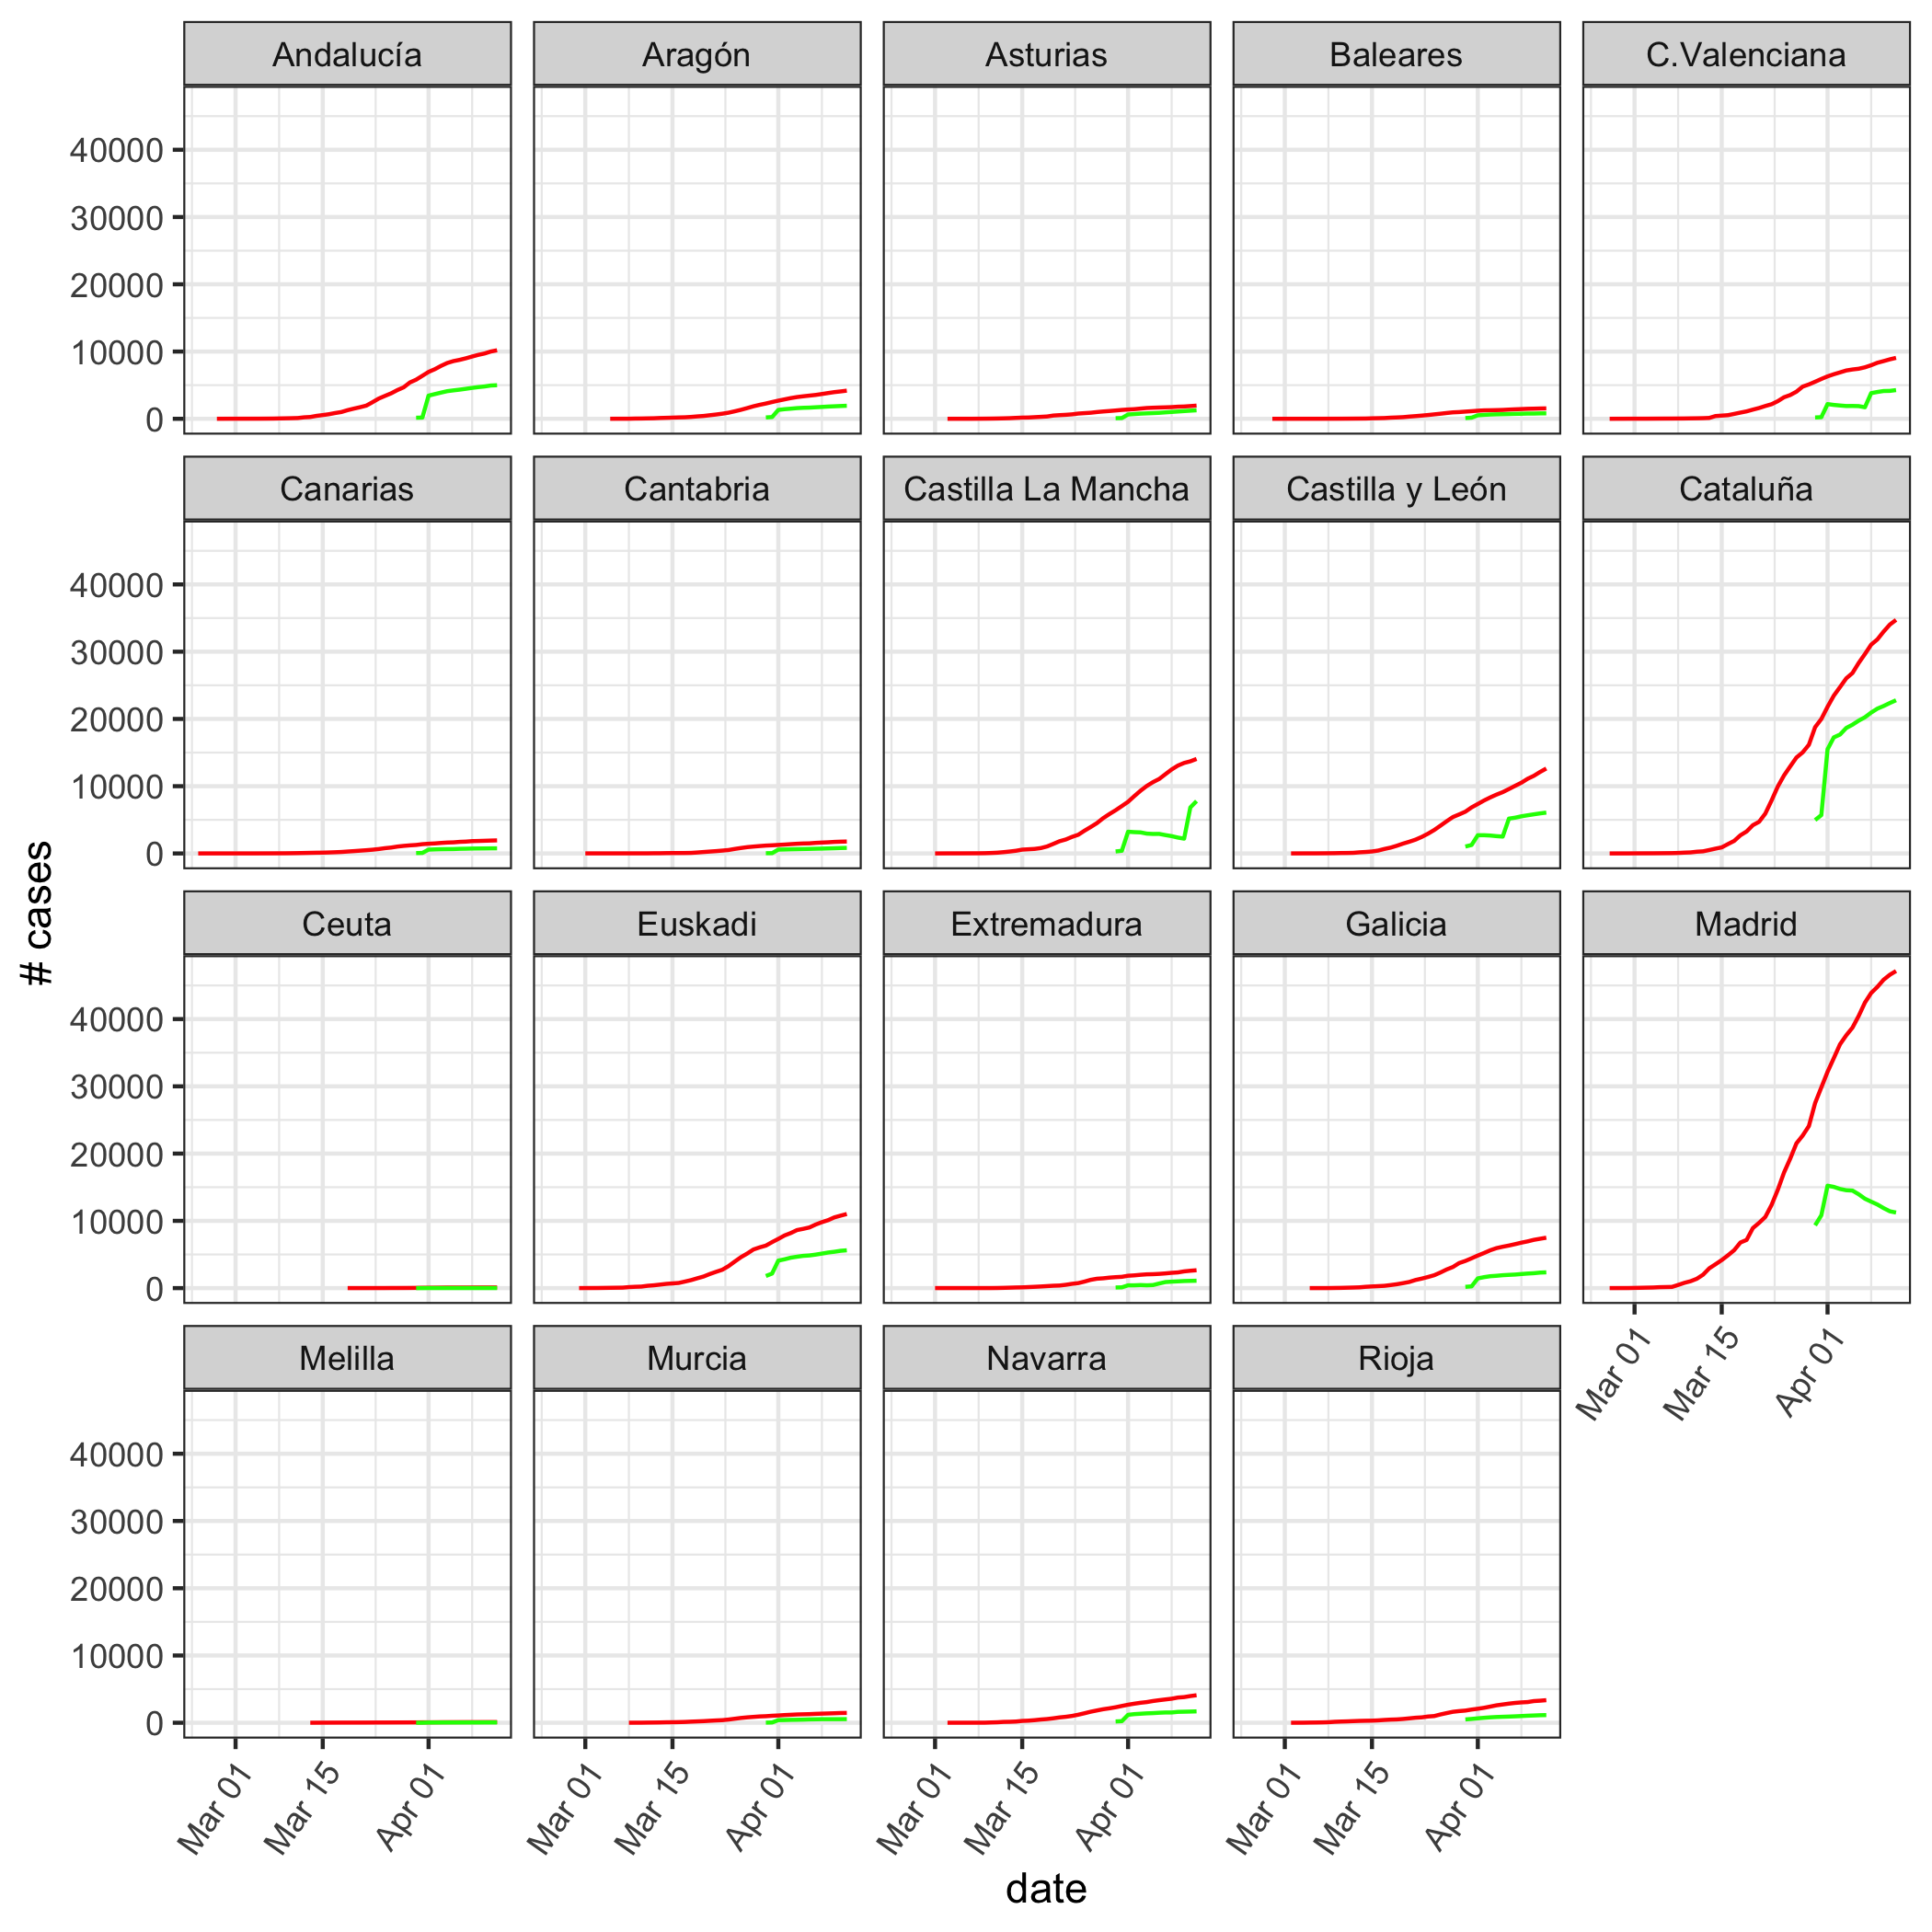 Andalucía
Aragón
Asturias
Baleares
C.Valenciana
40000
30000
20000
10000
0
Canarias
Cantabria
Castilla La Mancha
Castilla y León
Cataluña
40000
30000
20000
10000
0
Ceuta
Euskadi
Extremadura
Galicia
Madrid
40000
30000
20000
10000
0
Mar 01
Mar 15
Apr 01
Melilla
Murcia
Navarra
Rioja
40000
30000
20000
10000
0
Mar 01
Mar 15
Apr 01
Mar 01
Mar 15
Apr 01
Mar 01
Mar 15
Apr 01
Mar 01
Mar 15
Apr 01
# cases
date